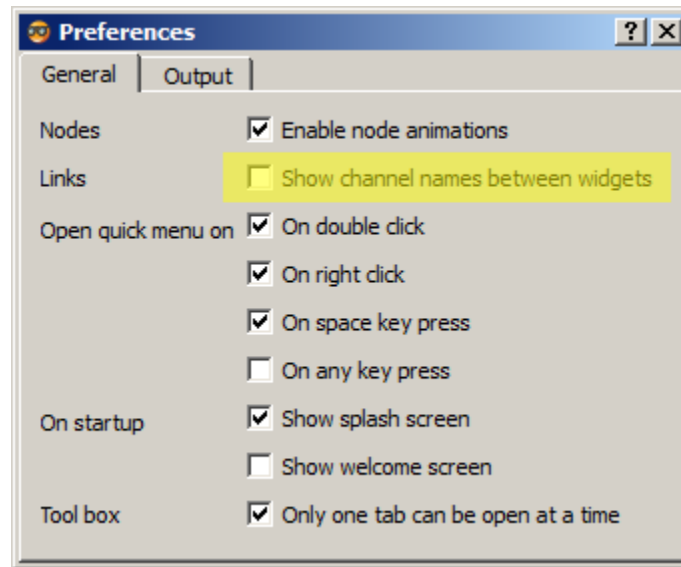 Preferences
General Output
Nodes Enable node animations
Links Show channel names between widgets
Open quick menu on On double click
On right click
On space key press
On any key press
On startup Show splash screen
Show welcome screen
Tool box Only one tab can be open at a time